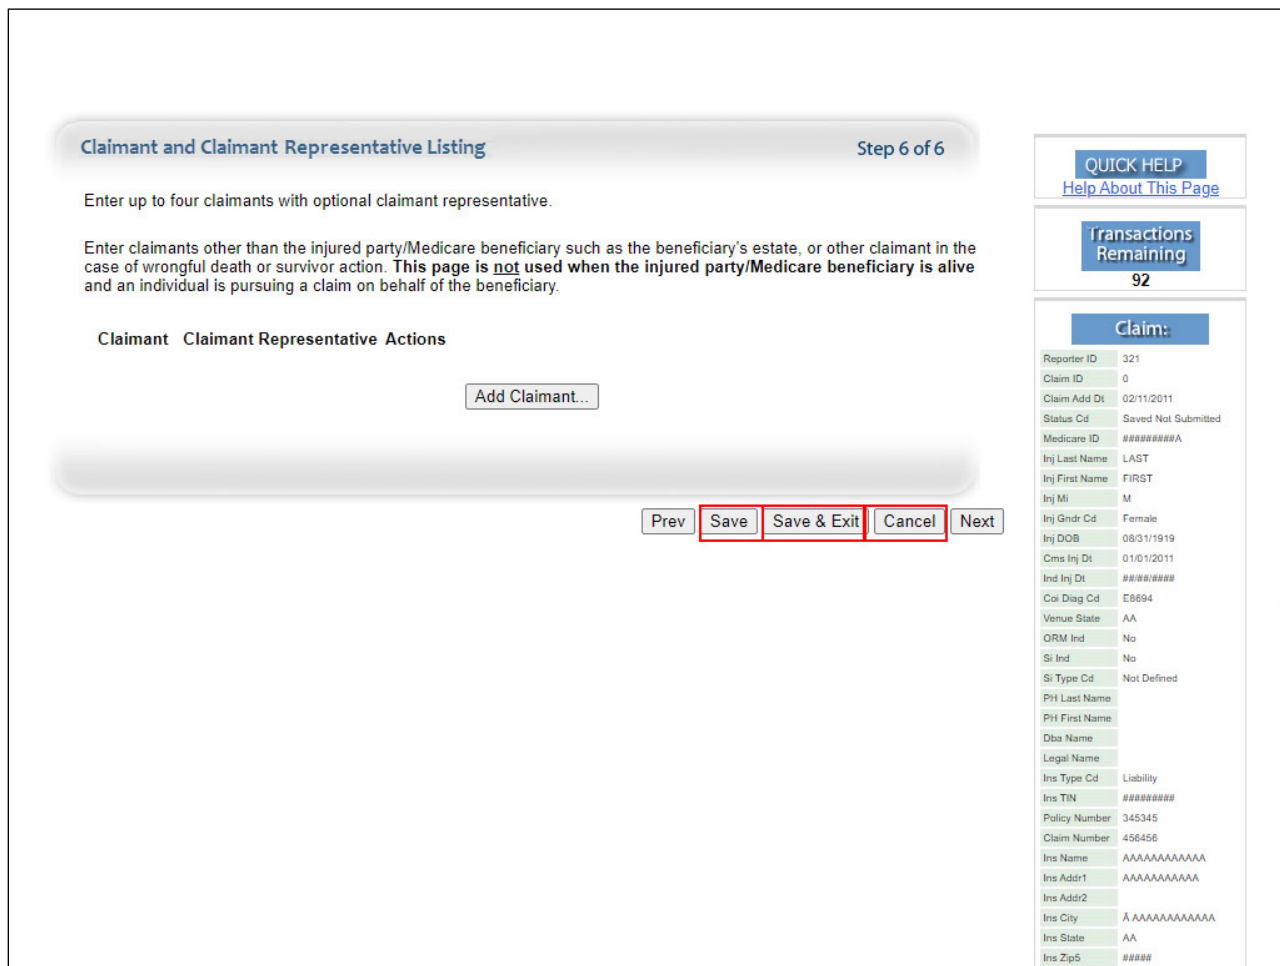 Claimant and Claimant Representative Listing
Step 6 of 6
Enter up to four claimants with optional claimant representative.
Enter claimants other than the injured party/Medicare beneficiary such as the beneficiary's estate, or other claimant in the
case of wrongful death or survivor action. This page is not used when the injured party/Medicare beneficiary is alive
and an individual is pursuing a claim on behalf of the beneficiary.
Claimant Claimant Representative Actions
Add Claimant...
Prev Save Save & Exit Cancel Next
QUICK HELP
Help About This Page
Transactions
Remaining
92
Claim:
Reporter ID 321
Claim ID 0
Claim Add Dt 02/11/2011
Status Cd Saved Not Submitted
Medicare ID #########A
Inj Last Name LAST
Inj First Name FIRST
Inj Mi M
Inj Gndr Cd Female
Inj DOB 08/31/1919
Cms Inj Dt 01/01/2011
Ind Inj Dt ##/##/####
Coi Diag Cd E8694
Venue State AA
ORM Ind No
Si Ind No
Si Type Cd Not Defined
PH Last Name
PH First Name
Dba Name
Legal Name
Ins Type Cd Liability
Ins TIN #########
Policy Number 345345
Claim Number 456456
Ins Name AAAAAAAAAAAA
Ins Addr1 AAAAAAAAAAA
Ins Addr2
Ins City Â AAAAAAAAAAAA
Ins State AA
Ins Zip5 #####